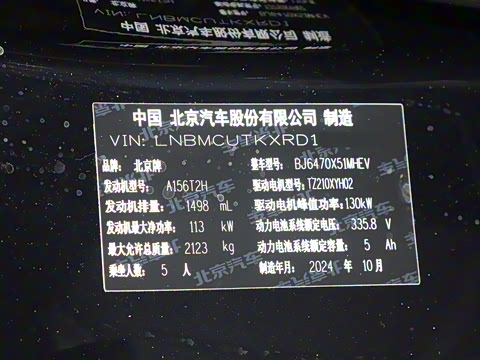 中国 北京汽车股份有限公司 制造
VIN: LNBMCUTKXRD1
品牌: 北京牌 整车型号: BJ6470X51MHEV
发动机型号: A156T2H 驱动电机型号: TZ210XYH02
发动机排量: 1498 mL 驱动电机峰值功率: 130kW
发动机最大净功率: 113 kW 动力电池系统额定电压: 335.8 V
最大允许总质量: 2123 kg 动力电池系统额定容量: 5 Ah
乘坐人数: 5 人 制造年月: 2024 年 10 月